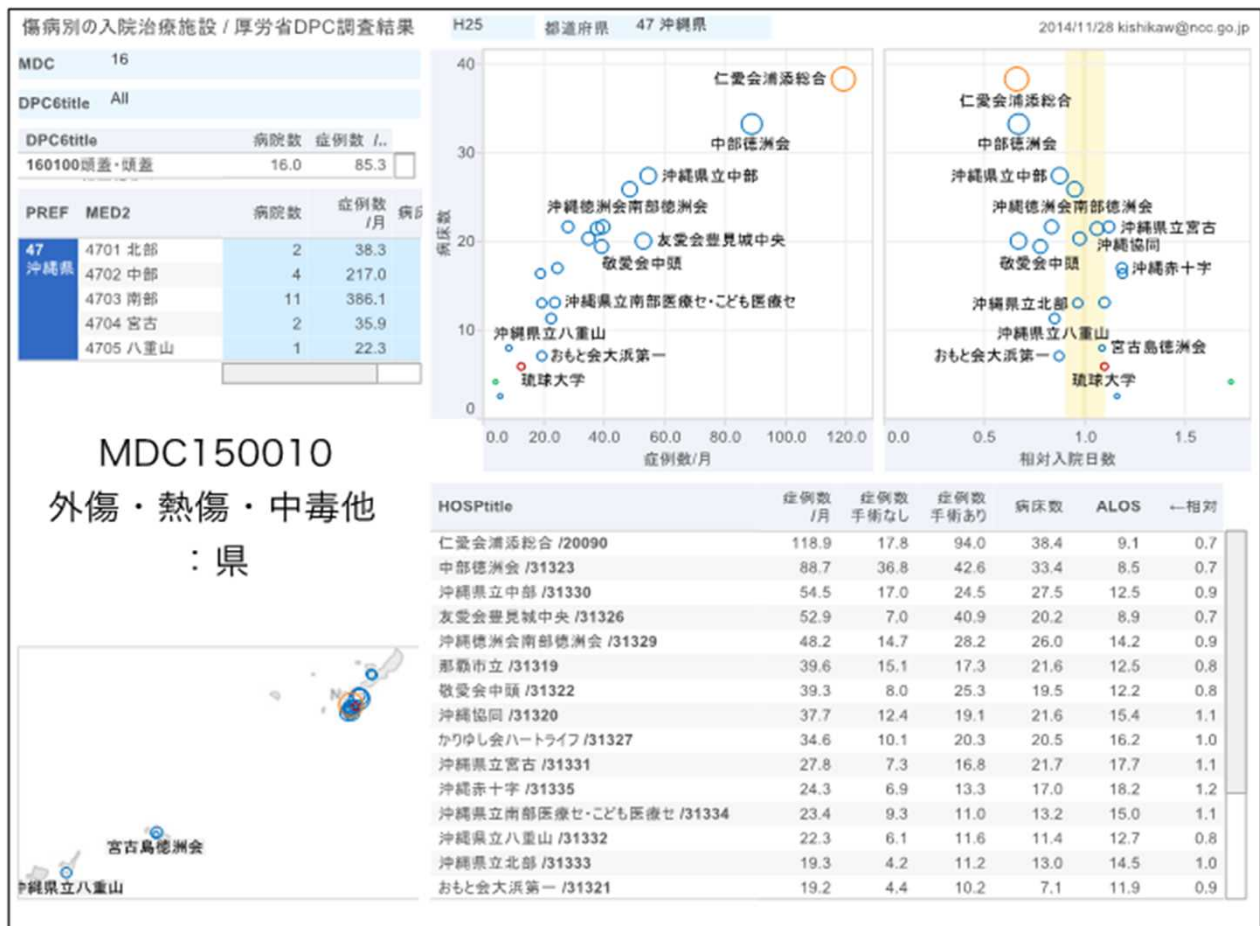 傷病別の入院治療施設 / 厚労省DPC調査結果
H25 都道府県 47 沖縄県
2014/11/28 kishikaw@ncc.go.jp
MDC 16
DPC6title All
DPC6title 病院数 症例数 /..
160100頭蓋・頭蓋 16.0 85.3
PREF MED2 病院数 症例数/月 病床
47 沖縄県
4701 北部 2 38.3
4702 中部 4 217.0
4703 南部 11 386.1
4704 宮古 2 35.9
4705 八重山 1 22.3
MDC150010
外傷・熱傷・中毒他
：県
宮古島徳洲会
沖縄県立八重山
病床数
40
30
20
10
0
仁愛会浦添総合
中部徳洲会
沖縄県立中部
沖縄徳洲会南部徳洲会
友愛会豊見城中央
敬愛会中頭
沖縄県立南部医療セ・こども医療セ
沖縄県立八重山
おもと会大浜第一
琉球大学
0.0 20.0 40.0 60.0 80.0 100.0 120.0
症例数/月
仁愛会浦添総合
中部徳洲会
沖縄県立中部
沖縄徳洲会南部徳洲会
沖縄県立宮古
沖縄協同
敬愛会中頭
沖縄赤十字
沖縄県立北部
沖縄県立八重山
宮古島徳洲会
おもと会大浜第一
琉球大学
0.0 0.5 1.0 1.5
相対入院日数
HOSPtitle 症例数/月 症例数手術なし 症例数手術あり 病床数 ALOS ←相対
仁愛会浦添総合 /20090 118.9 17.8 94.0 38.4 9.1 0.7
中部徳洲会 /31323 88.7 36.8 42.6 33.4 8.5 0.7
沖縄県立中部 /31330 54.5 17.0 24.5 27.5 12.5 0.9
友愛会豊見城中央 /31326 52.9 7.0 40.9 20.2 8.9 0.7
沖縄徳洲会南部徳洲会 /31329 48.2 14.7 28.2 26.0 14.2 0.9
那覇市立 /31319 39.6 15.1 17.3 21.6 12.5 0.8
敬愛会中頭 /31322 39.3 8.0 25.3 19.5 12.2 0.8
沖縄協同 /31320 37.7 12.4 19.1 21.6 15.4 1.1
かりゆし会ハートライフ /31327 34.6 10.1 20.3 20.5 16.2 1.0
沖縄県立宮古 /31331 27.8 7.3 16.8 21.7 17.7 1.1
沖縄赤十字 /31335 24.3 6.9 13.3 17.0 18.2 1.2
沖縄県立南部医療セ・こども医療セ /31334 23.4 9.3 11.0 13.2 15.0 1.1
沖縄県立八重山 /31332 22.3 6.1 11.6 11.4 12.7 0.8
沖縄県立北部 /31333 19.3 4.2 11.2 13.0 14.5 1.0
おもと会大浜第一 /31321 19.2 4.4 10.2 7.1 11.9 0.9